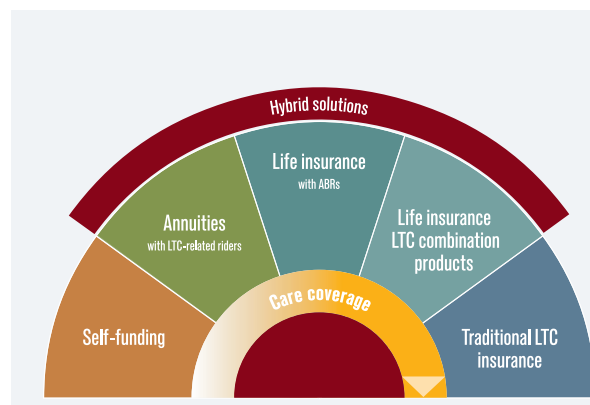 Hybrid solutions
Life insurance
with ABRs
Annuities
with LTC-related riders
Life insurance
LTC combination
products
Care coverage
Self-funding
Traditional LTC
insurance